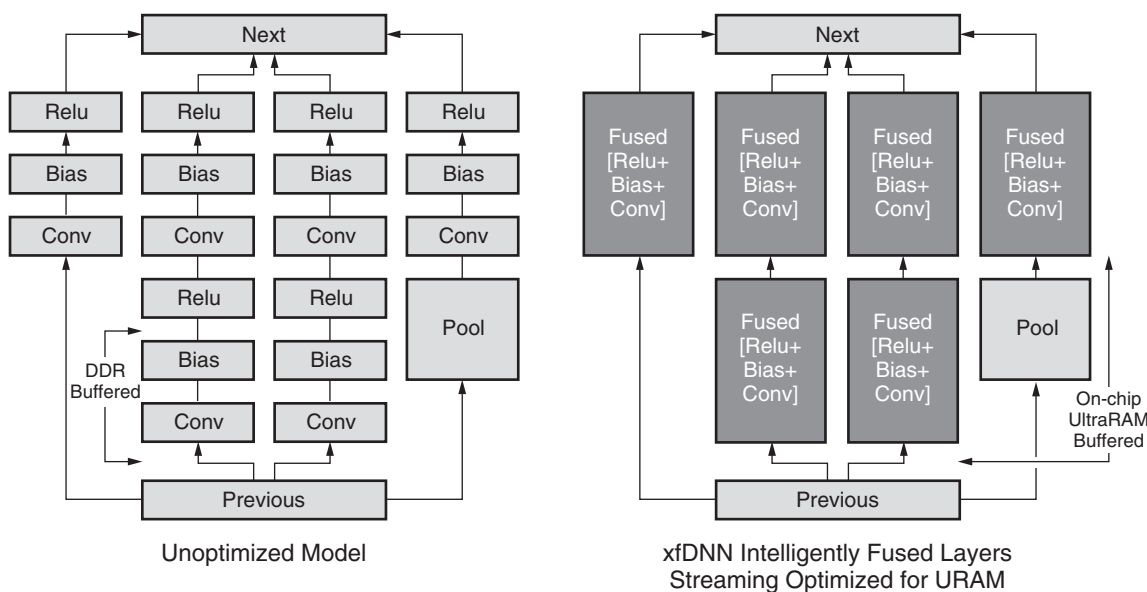 Next
Relu
Relu
Relu
Relu
Bias
Bias
Bias
Bias
Conv
Conv
Conv
Conv
Relu
Relu
Pool
DDR
Buffered
Bias
Bias
Conv
Conv
Previous
Unoptimized Model
Next
Fused
[Relu+
Bias+
Conv]
Fused
[Relu+
Bias+
Conv]
Fused
[Relu+
Bias+
Conv]
Fused
[Relu+
Bias+
Conv]
Fused
[Relu+
Bias+
Conv]
Fused
[Relu+
Bias+
Conv]
Pool
On-chip
UltraRAM
Buffered
Previous
xfDNN Intelligently Fused Layers
Streaming Optimized for URAM